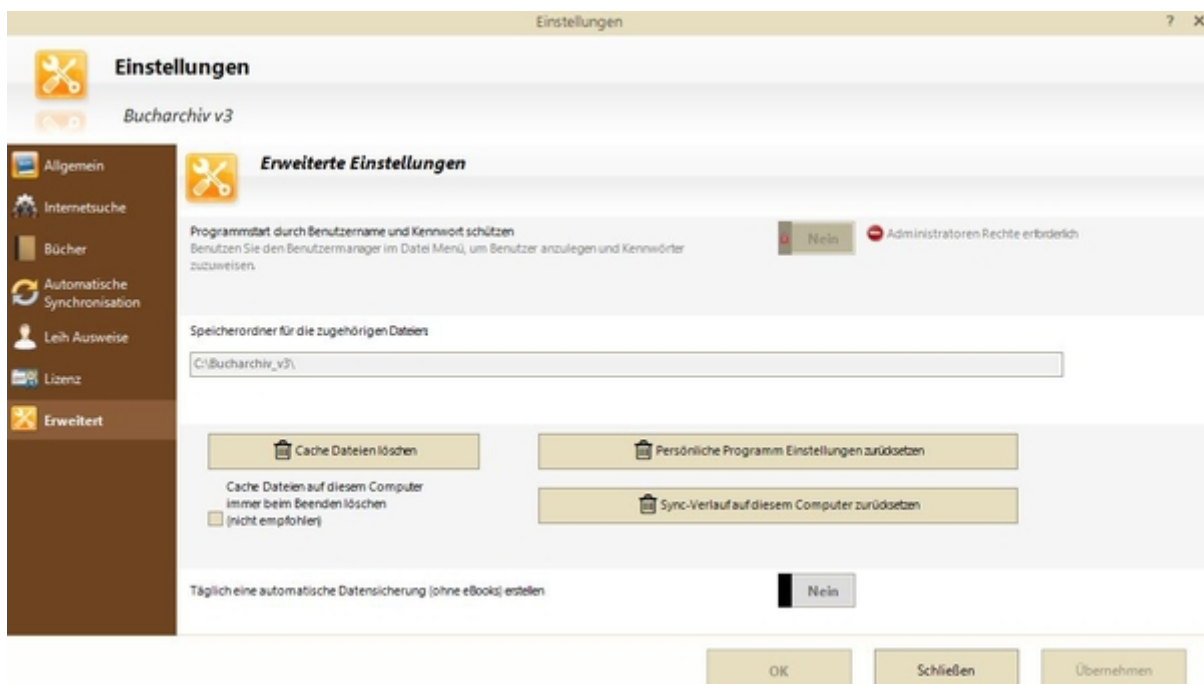 Einstellungen
? X
Einstellungen
Bucharchiv v3
Allgemein
Internetsuche
Bücher
Automatische
Synchronisation
Leih Ausweise
Lizenz
Erweitert
Erweiterte Einstellungen
Programmstart durch Benutzername und Kennwort schützen
Benutzen Sie den Benutzermanager im Datei Menü, um Benutzer anzulegen und Kennwörter
zuzuweisen.
Nein
Administratoren Rechte erforderlich
Speicherordner für die zugehörigen Dateien:
C:\Bucharchiv_v3\
Cache Dateien löschen
Persönliche Programm Einstellungen zurücksetzen
Cache Dateien auf diesem Computer
immer beim Beenden löschen
(nicht empfohlen)
Sync-Verlauf auf diesem Computer zurücksetzen
Täglich eine automatische Datensicherung (ohne eBooks) erstellen
Nein
OK
Schließen
Übernehmen